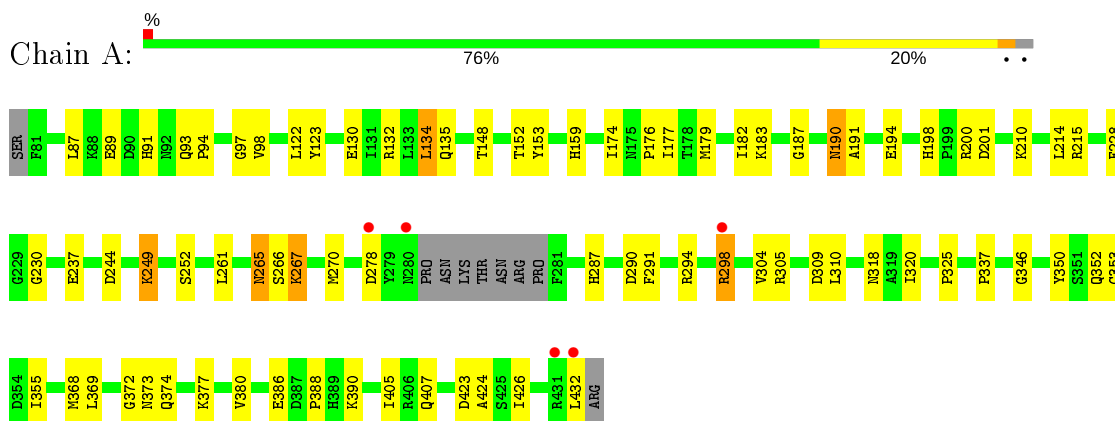 %
Chain A:
76% 20% • •
SER F81 L87 K88 E89 D90 H91 N92 Q93 P94 G97 V98 L122 Y123 E130 I131 R132 L133 L134 Q135 T148 T152 Y153 H159 I174 N175 P176 I177 T178 M179 I182 K183 G187 N190 A191 E194 H198 P199 R200 D201 K210 L214 R215
G229 G230 E237 D244 K249 S252 L261 N265 S266 K267 M270 D278 Y279 N280 PRO ASN LYS THR ASN ARG PRO F281 H287 D290 F291 R294 R298 V304 R305 D309 L310 N318 A319 I320 P325 P337 G346 Y350 S351 Q352
D354 I355 M368 L369 G372 N373 Q374 K377 V380 E386 D387 P388 H389 K390 I405 R406 Q407 D423 A424 S425 I426 R431 L432 ARG